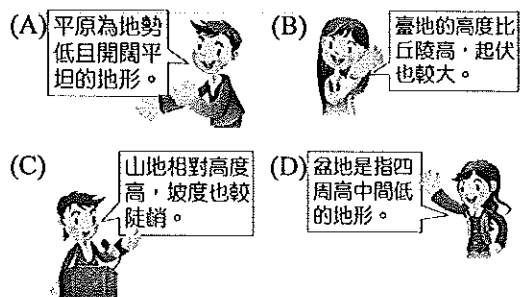 (A)
平原為地勢
低且開闊平
坦的地形。
(B)
臺地的高度比
丘陵高，起伏
也較大。
(C)
山地相對高度
高，坡度也較
陡峭。
(D)
盆地是指四
周高中間低
的地形。